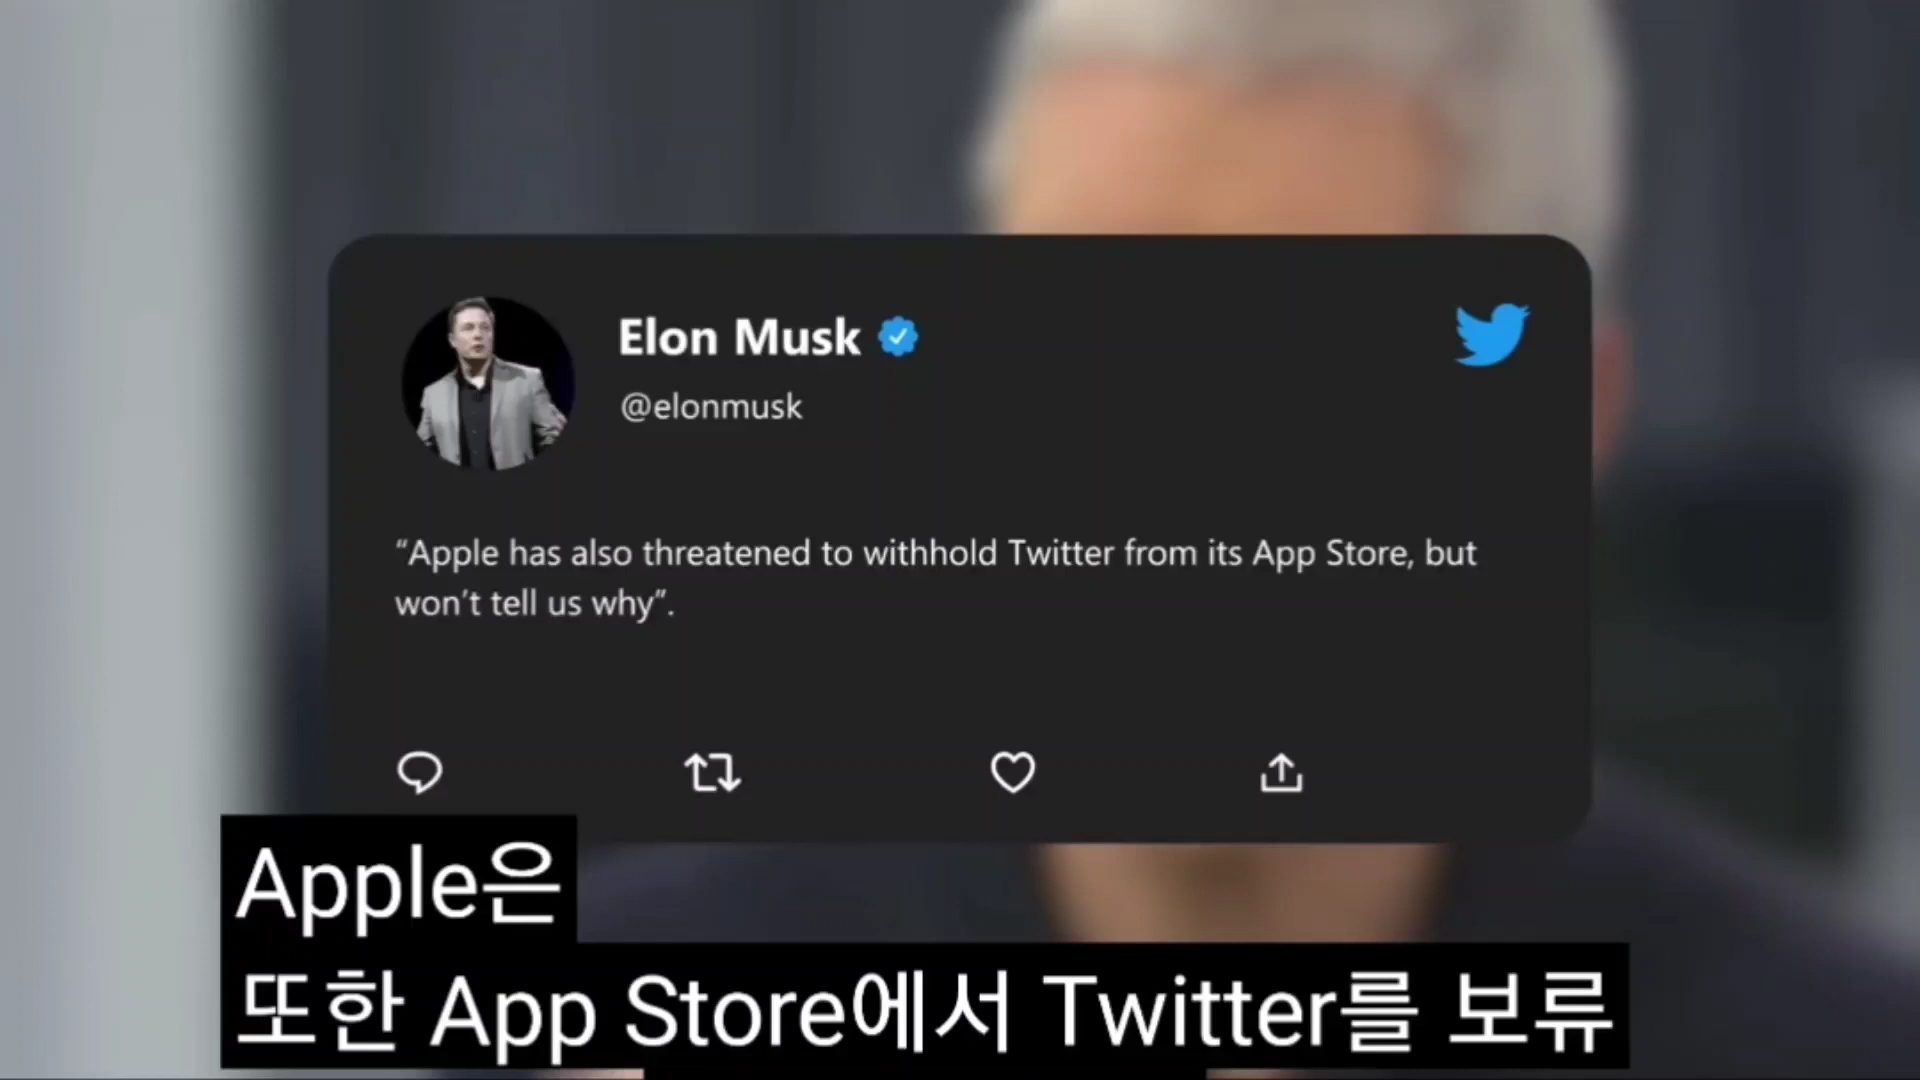 Elon Musk
@elonmusk
“Apple has also threatened to withhold Twitter from its App Store, but
won’t tell us why”.
Apple은
또한 App Store에서 Twitter를 보류